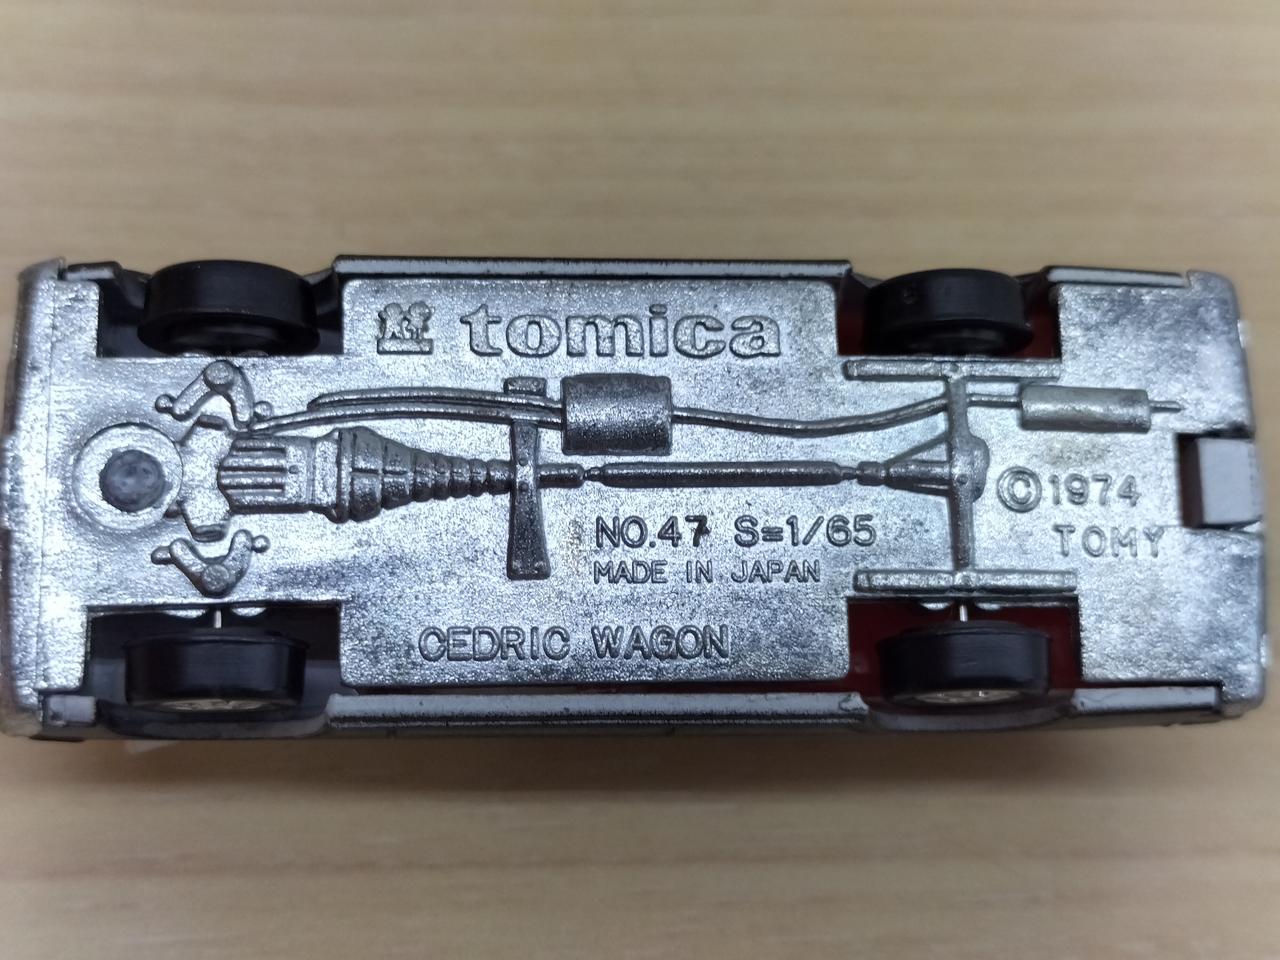 tomica
©1974
TOMY
NO.47 S=1/65
MADE IN JAPAN
CEDRIC WAGON